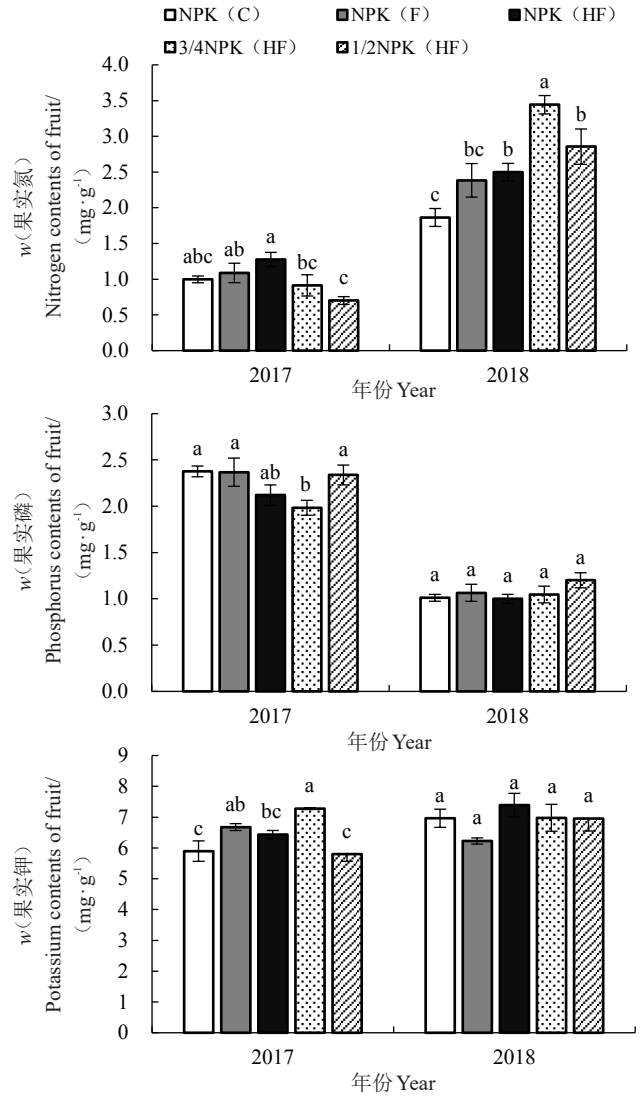 NPK（C） NPK（F） NPK（HF）
3/4NPK（HF） 1/2NPK（HF）
w（果实氮）
Nitrogen contents of fruit/
（mg·g⁻¹）
4.0
3.5
3.0
2.5
2.0
1.5
1.0
0.5
0.0
abc ab a bc c
c bc b a b
2017 2018
年份 Year
w（果实磷）
Phosphorus contents of fruit/
（mg·g⁻¹）
3.0
2.5
2.0
1.5
1.0
0.5
0.0
a a ab b a
a a a a a
2017 2018
年份 Year
w（果实钾）
Potassium contents of fruit/
（mg·g⁻¹）
9
8
7
6
5
4
3
2
1
0
c ab bc a c
a a a a a
2017 2018
年份 Year